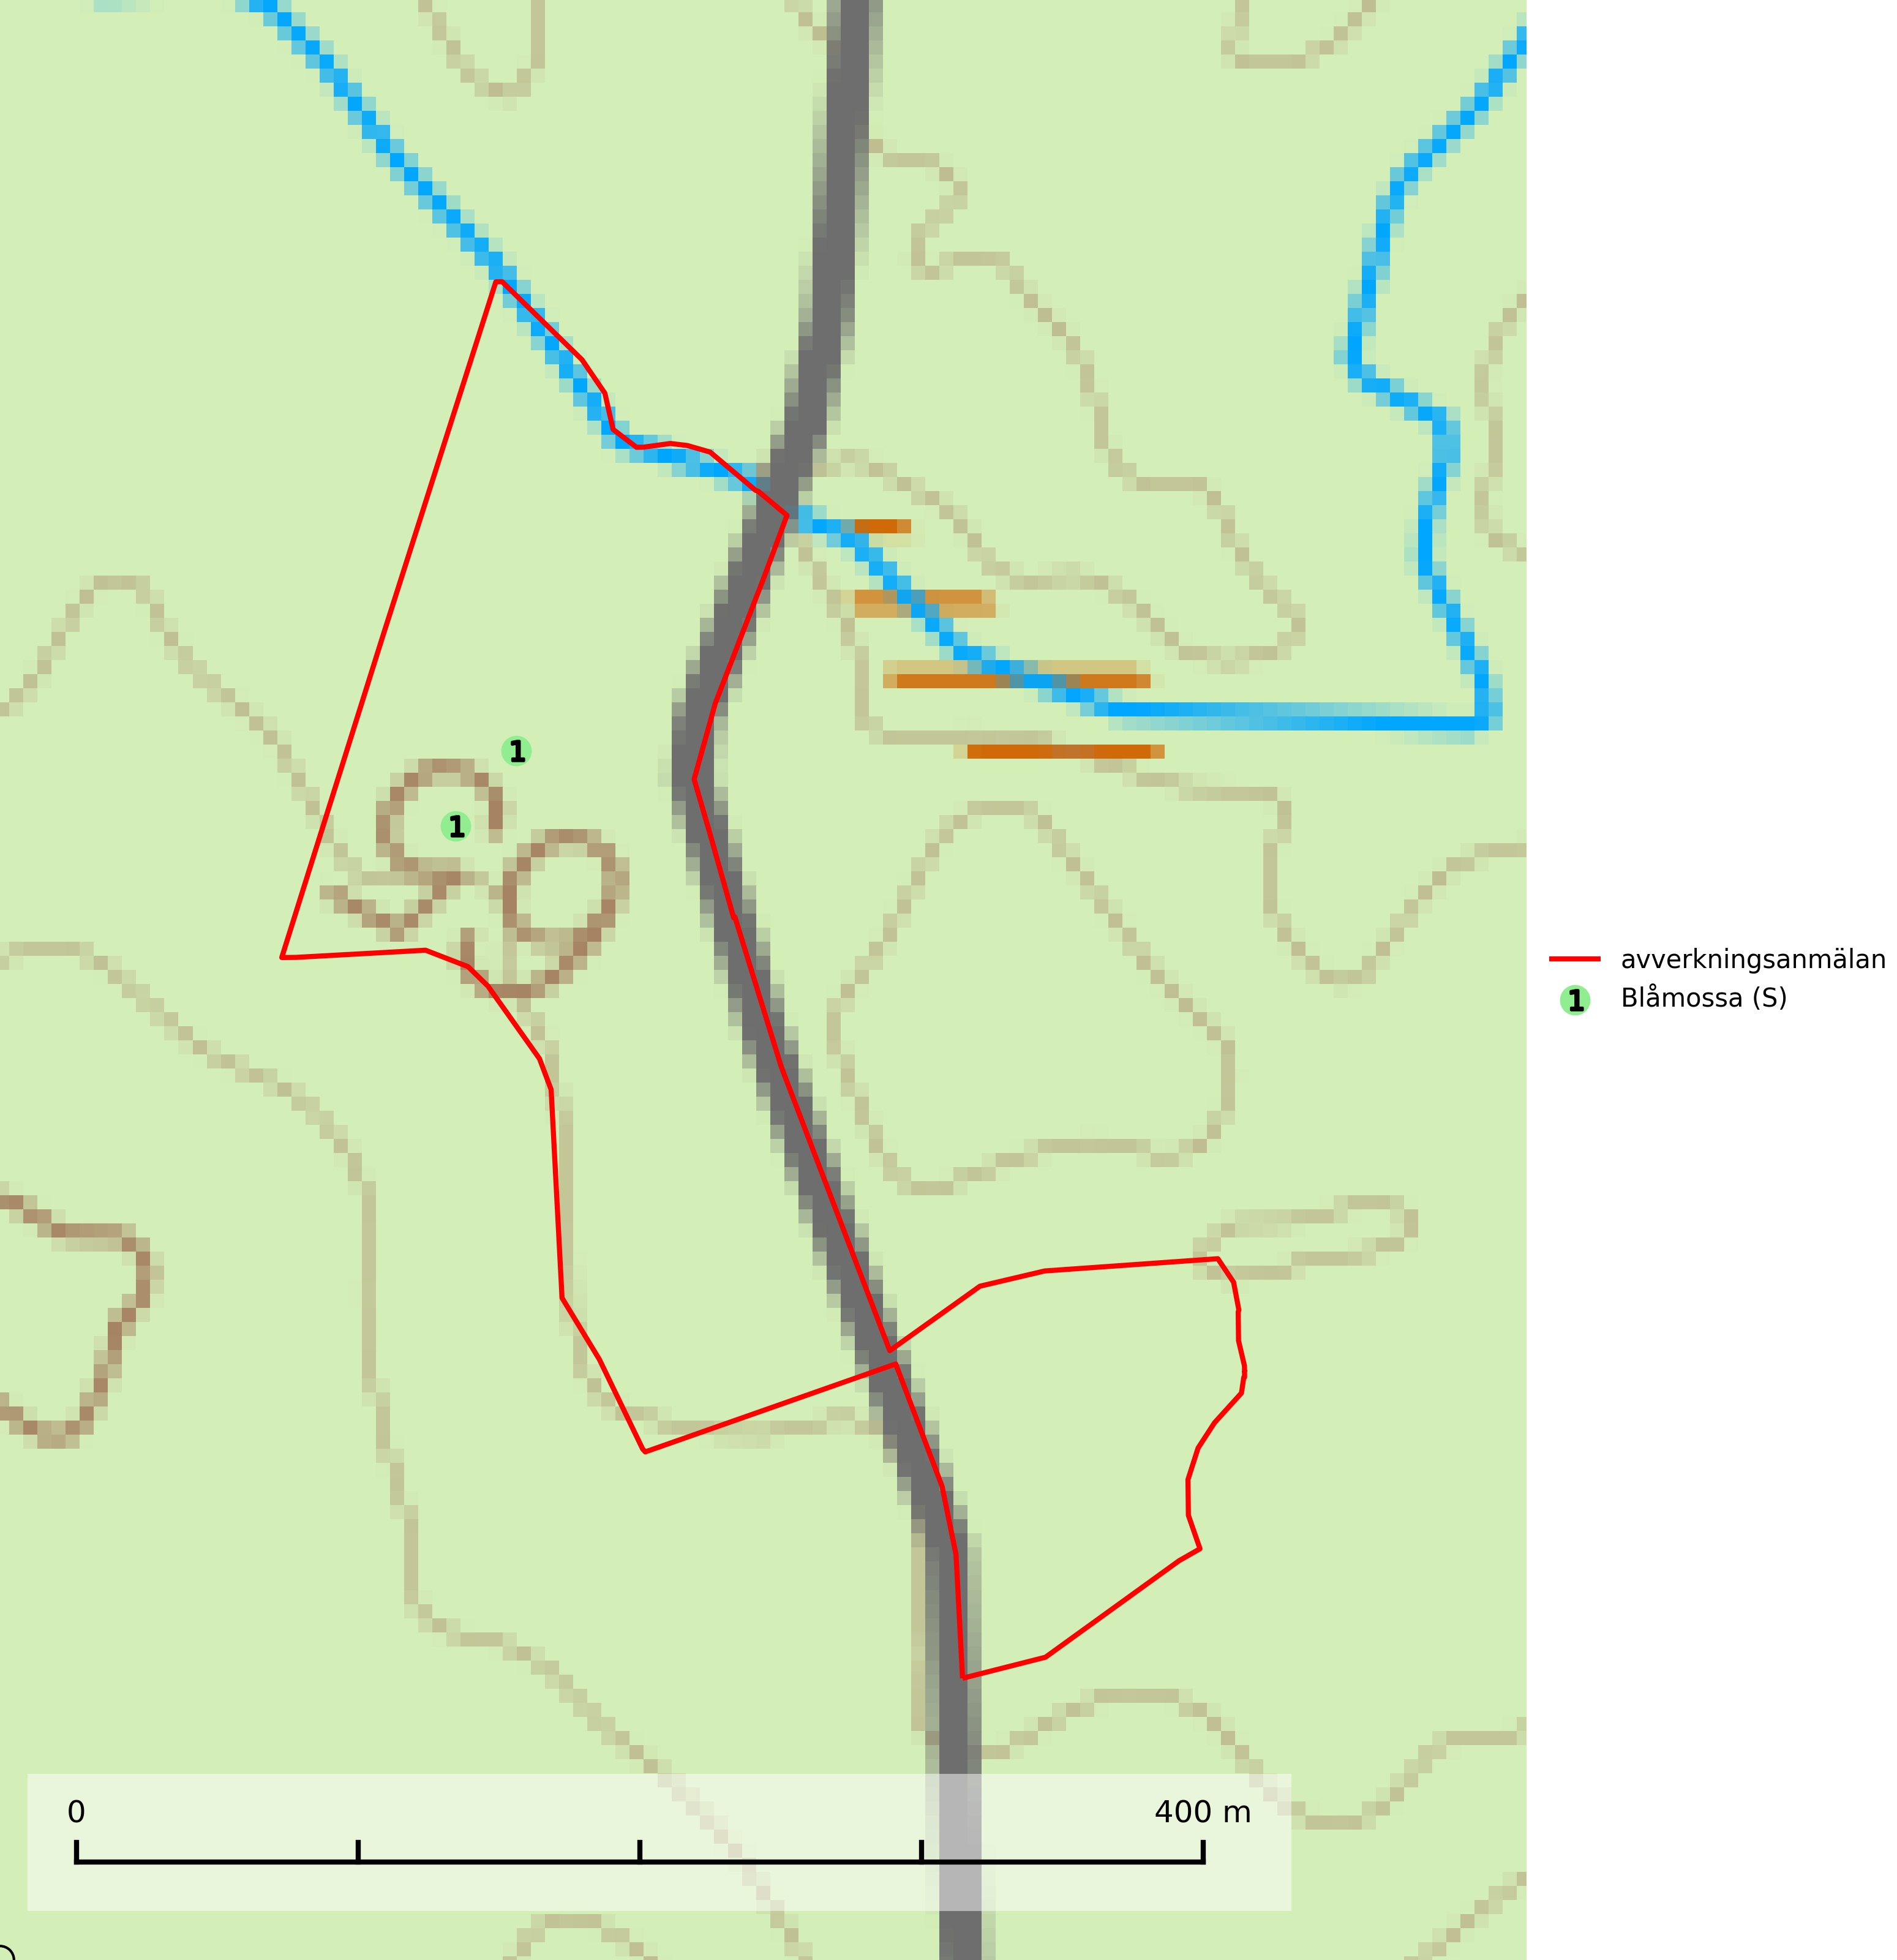 1
1
avverkningsanmälan
1 Blåmossa (S)
0 400 m